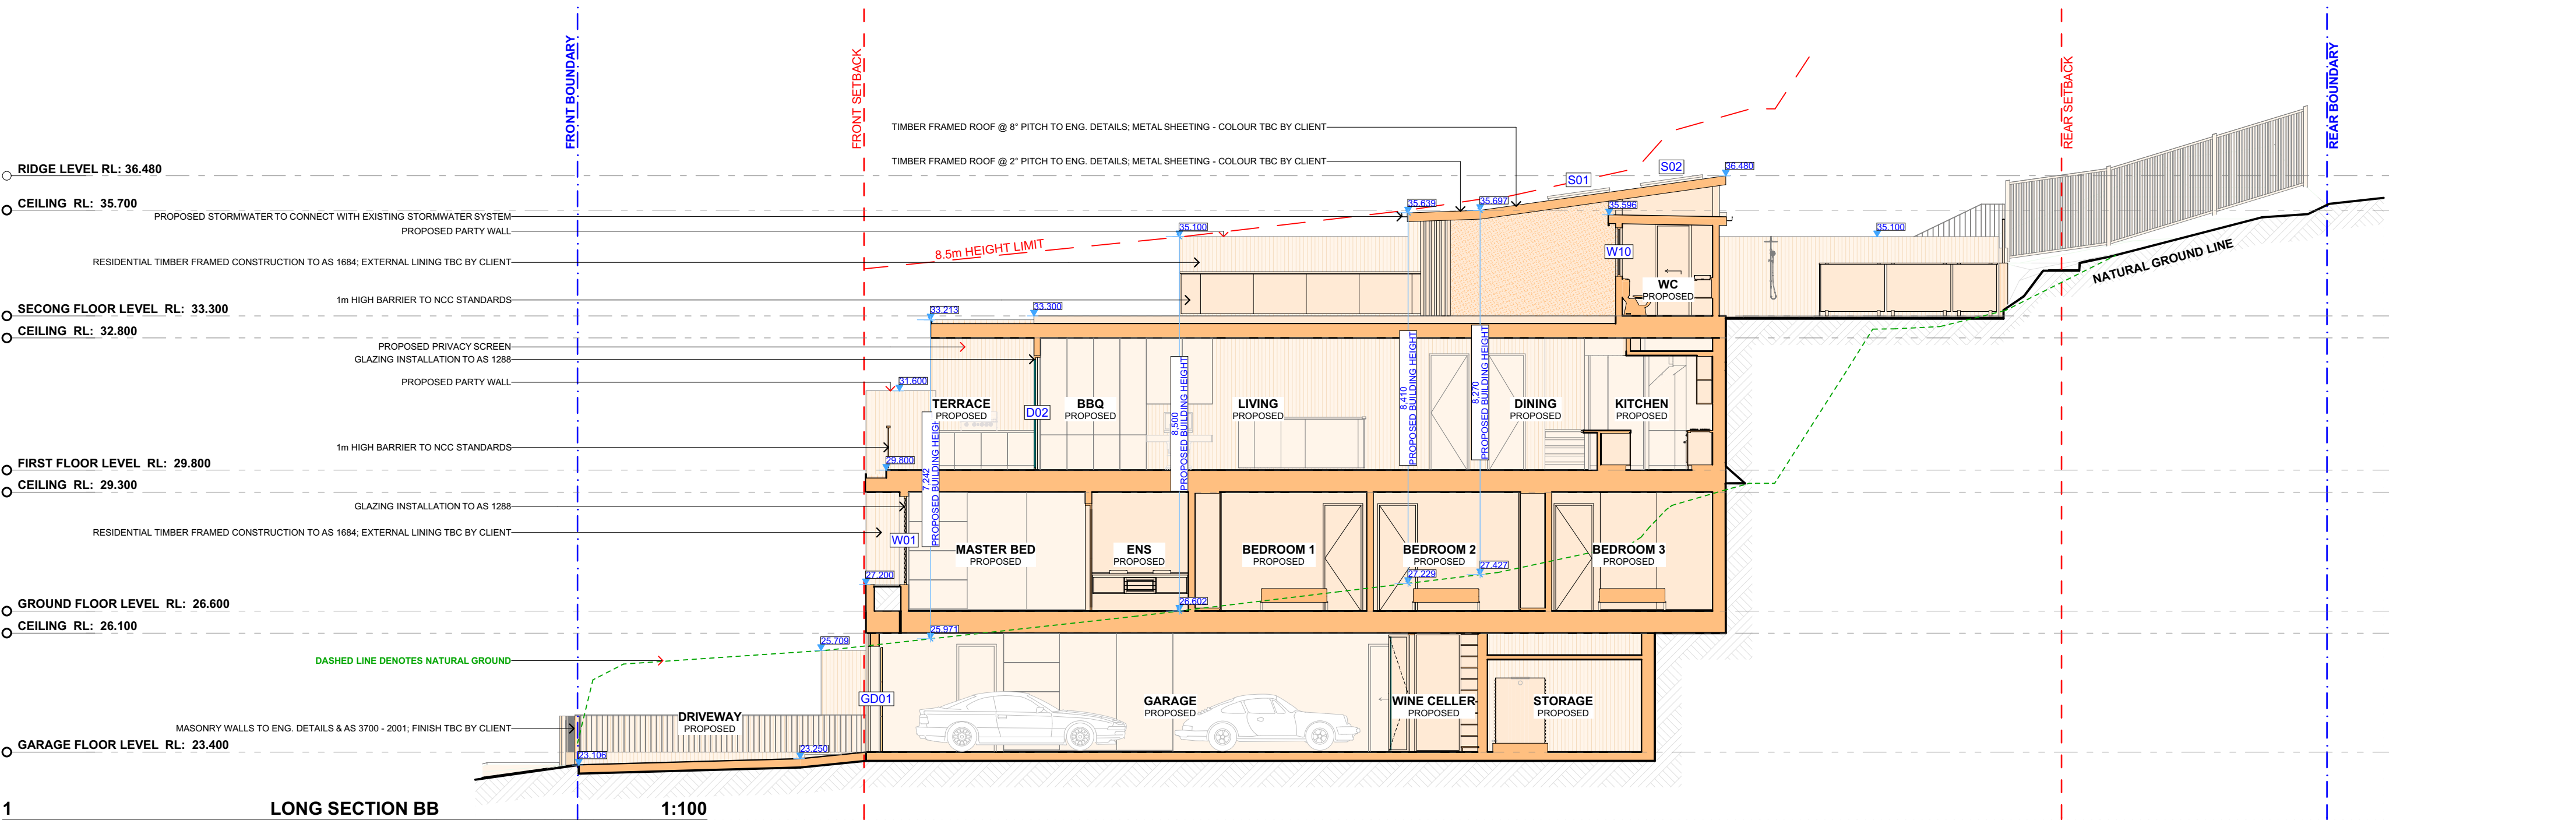 FRONT BOUNDARY
FRONT SETBACK
REAR SETBACK
REAR BOUNDARY
TIMBER FRAMED ROOF @ 8° PITCH TO ENG. DETAILS; METAL SHEETING - COLOUR TBC BY CLIENT
TIMBER FRAMED ROOF @ 2° PITCH TO ENG. DETAILS; METAL SHEETING - COLOUR TBC BY CLIENT
RIDGE LEVEL RL: 36.480
S01
S02
36.480
CEILING RL: 35.700
PROPOSED STORMWATER TO CONNECT WITH EXISTING STORMWATER SYSTEM
35.639
35.697
35.596
PROPOSED PARTY WALL
35.100
35.100
8.5m HEIGHT LIMIT
W10
NATURAL GROUND LINE
RESIDENTIAL TIMBER FRAMED CONSTRUCTION TO AS 1684; EXTERNAL LINING TBC BY CLIENT
WC
PROPOSED
1m HIGH BARRIER TO NCC STANDARDS
SECONG FLOOR LEVEL RL: 33.300
33.213
33.300
CEILING RL: 32.800
PROPOSED PRIVACY SCREEN
GLAZING INSTALLATION TO AS 1288
PROPOSED PARTY WALL
31.600
TERRACE
PROPOSED
D02
BBQ
PROPOSED
LIVING
PROPOSED
DINING
PROPOSED
KITCHEN
PROPOSED
7,242
PROPOSED BUILDING HEIGH
8,500
PROPOSED BUILDING HEIGHT
8,410
PROPOSED BUILDING HEIGHT
8,270
PROPOSED BUILDING HEIGHT
1m HIGH BARRIER TO NCC STANDARDS
29.800
FIRST FLOOR LEVEL RL: 29.800
CEILING RL: 29.300
GLAZING INSTALLATION TO AS 1288
RESIDENTIAL TIMBER FRAMED CONSTRUCTION TO AS 1684; EXTERNAL LINING TBC BY CLIENT
W01
MASTER BED
PROPOSED
ENS
PROPOSED
BEDROOM 1
PROPOSED
BEDROOM 2
PROPOSED
BEDROOM 3
PROPOSED
27.200
27.229
27.427
GROUND FLOOR LEVEL RL: 26.600
26.602
CEILING RL: 26.100
25.971
25.709
DASHED LINE DENOTES NATURAL GROUND
GD01
GARAGE
PROPOSED
WINE CELLER
PROPOSED
STORAGE
PROPOSED
DRIVEWAY
PROPOSED
MASONRY WALLS TO ENG. DETAILS & AS 3700 - 2001; FINISH TBC BY CLIENT
GARAGE FLOOR LEVEL RL: 23.400
23.106
23.250
1 LONG SECTION BB 1:100